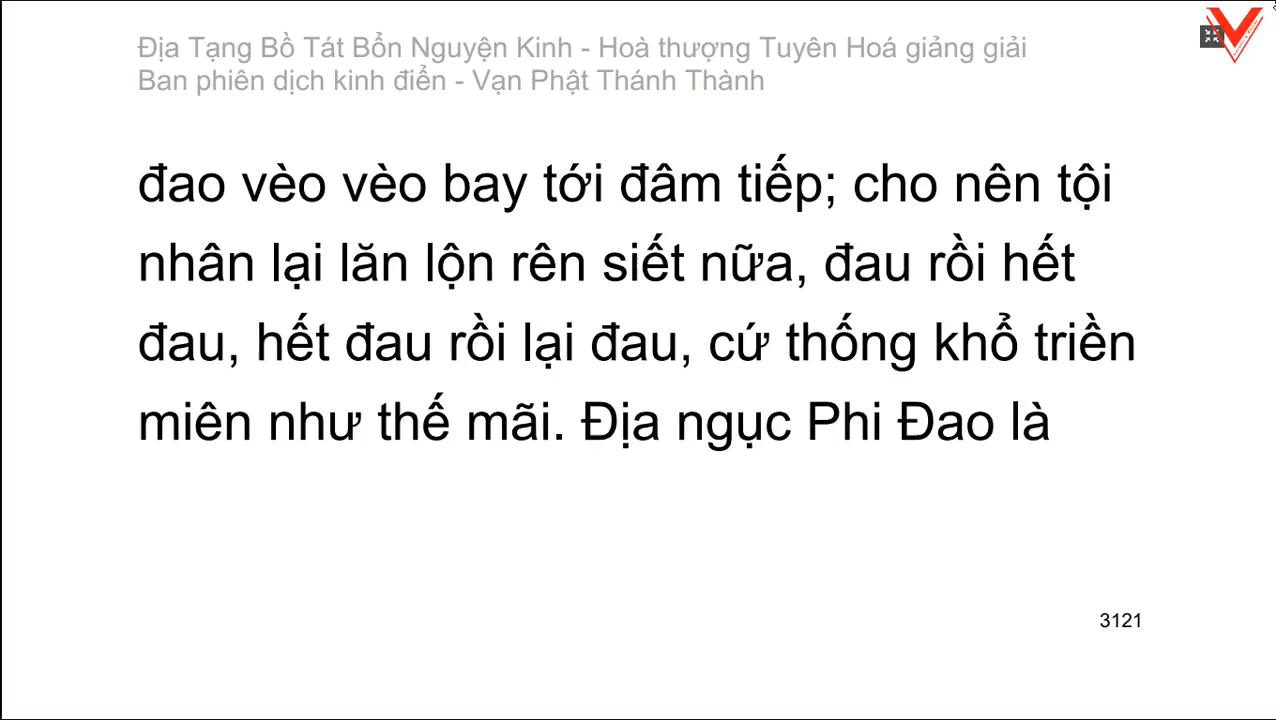 Địa Tạng Bồ Tát Bổn Nguyện Kinh - Hoà thượng Tuyên Hoá giảng giải
Ban phiên dịch kinh điển - Vạn Phật Thánh Thành
đao vèo vèo bay tới đâm tiếp; cho nên tội
nhân lại lăn lộn rên siết nữa, đau rồi hết
đau, hết đau rồi lại đau, cứ thống khổ triền
miên như thế mãi. Địa ngục Phi Đao là
3121